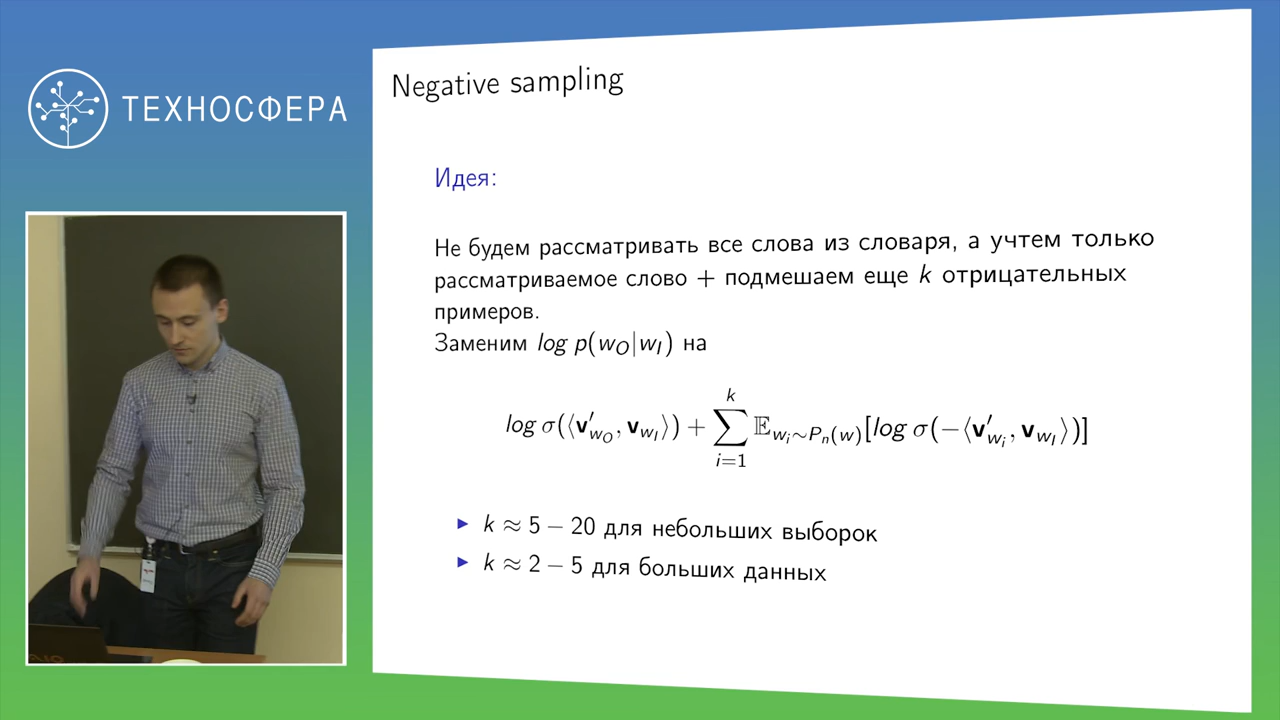 ТЕХНОСФЕРА
Negative sampling
Идея:
Не будем рассматривать все слова из словаря, а учтем только
рассматриваемое слово + подмешаем еще k отрицательных
примеров.
Заменим log p(w_O|w_I) на
log σ(⟨v′_{w_O}, v_{w_I}⟩) + ∑_{i=1}^{k} 𝔼_{w_i∼P_n(w)}[log σ(−⟨v′_{w_i}, v_{w_I}⟩)]
▶ k ≈ 5 − 20 для небольших выборок
▶ k ≈ 2 − 5 для больших данных